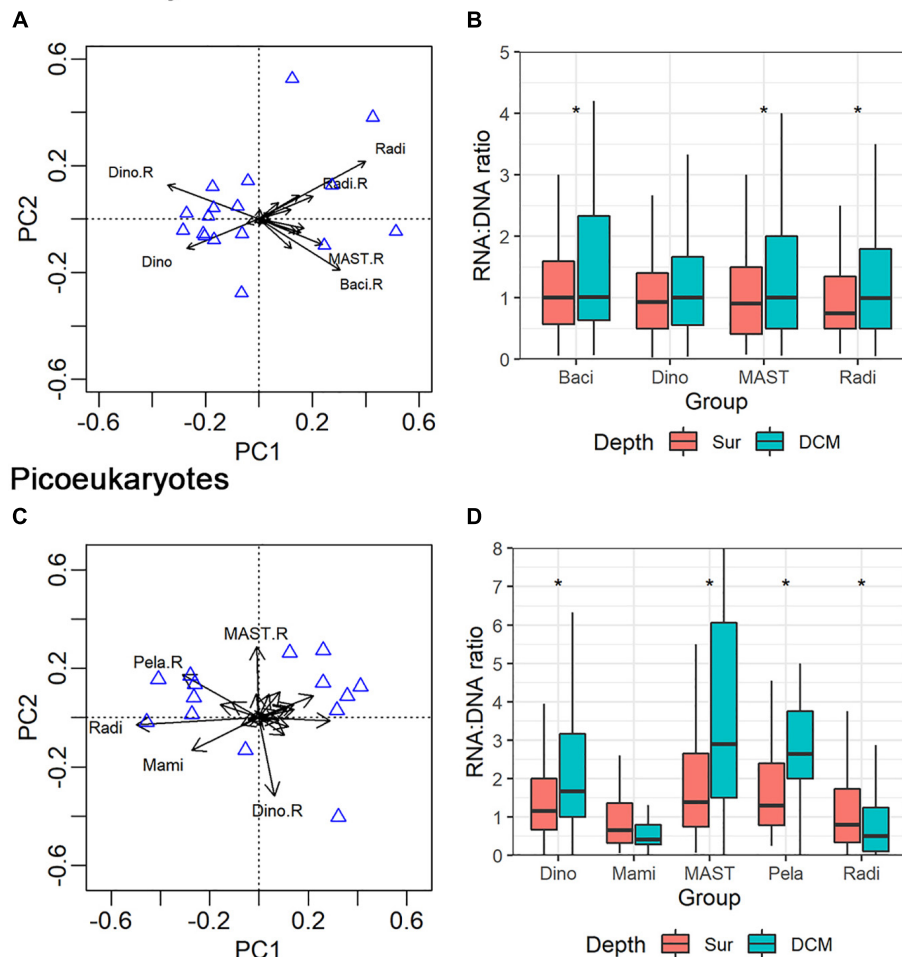 A
B
0.6
0.2
-0.2
-0.6
PC2
Radi
Dino.R
Radi.R
Dino
MAST.R
Baci.R
-0.6
-0.2
0.2
0.6
PC1
5
4
3
2
1
0
RNA:DNA ratio
*
*
*
Baci
Dino
MAST
Radi
Group
Depth Sur DCM
Picoeukaryotes
C
D
0.6
0.2
-0.2
-0.6
PC2
MAST.R
Pela.R
Radi
Mami
Dino.R
-0.6
-0.2
0.2
0.6
PC1
8
7
6
5
4
3
2
1
0
RNA:DNA ratio
*
*
*
*
Dino
Mami
MAST
Pela
Radi
Group
Depth Sur DCM